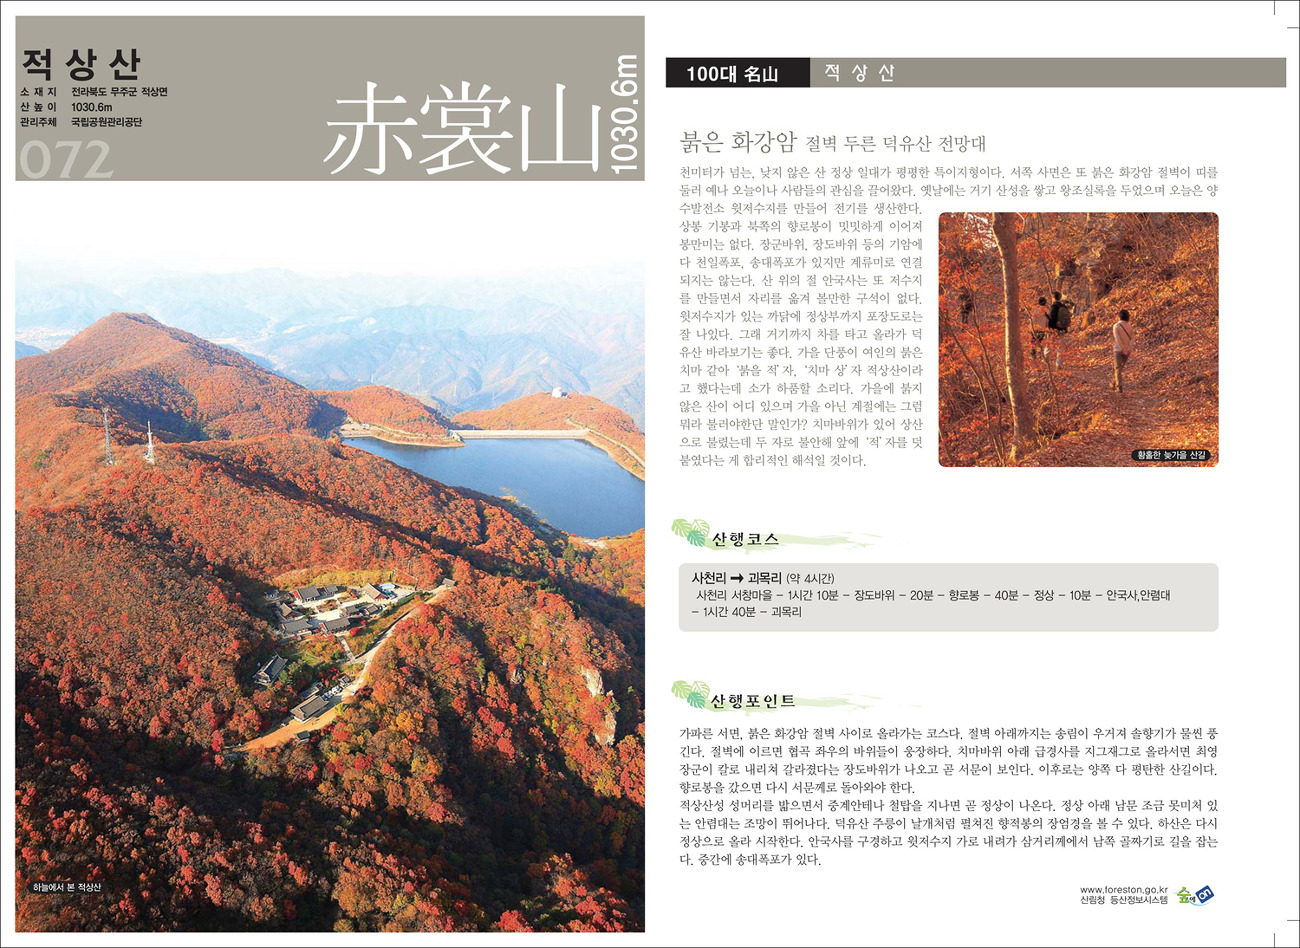 적상산
소 재 지 전라북도 무주군 적상면
산 높 이 1030.6m
관리주체 국립공원관리공단
072
赤裳山
1030.6m
하늘에서 본 적상산
100대 名山 적 상 산
붉은 화강암 절벽 두른 덕유산 전망대
천미터가 넘는, 낮지 않은 산 정상 일대가 평평한 특이지형이다. 서쪽 사면은 또 붉은 화강암 절벽이 띠를
둘러 예나 오늘이나 사람들의 관심을 끌어왔다. 옛날에는 거기 산성을 쌓고 왕조실록을 두었으며 오늘은 양
수발전소 윗저수지를 만들어 전기를 생산한다.
상봉 기봉과 북쪽의 향로봉이 밋밋하게 이어져
봉만미는 없다. 장군바위, 장도바위 등의 기암에
다 천일폭포, 송대폭포가 있지만 계류미로 연결
되지는 않는다. 산 위의 절 안국사는 또 저수지
를 만들면서 자리를 옮겨 볼만한 구석이 없다.
윗저수지가 있는 까닭에 정상부까지 포장도로는
잘 나있다. 그래 거기까지 차를 타고 올라가 덕
유산 바라보기는 좋다. 가을 단풍이 여인의 붉은
치마 같아 ‘붉을 적’자, ‘치마 상’자 적상산이라
고 했다는데 소가 하품할 소리다. 가을에 붉지
않은 산이 어디 있으며 가을 아닌 계절에는 그럼
뭐라 불러야한단 말인가? 치마바위가 있어 상산
으로 불렸는데 두 자로 불안해 앞에 ‘적’자를 덧
붙였다는 게 합리적인 해석일 것이다.
황홀한 늦가을 산길
산행코스
사천리 ➡ 괴목리 (약 4시간)
사천리 서창마을 – 1시간 10분 – 장도바위 – 20분 – 향로봉 – 40분 – 정상 – 10분 – 안국사,안렴대
– 1시간 40분 – 괴목리
산행포인트
가파른 서면, 붉은 화강암 절벽 사이로 올라가는 코스다. 절벽 아래까지는 송림이 우거져 솔향기가 물씬 풍
긴다. 절벽에 이르면 협곡 좌우의 바위들이 웅장하다. 치마바위 아래 급경사를 지그재그로 올라서면 최영
장군이 칼로 내리쳐 갈라졌다는 장도바위가 나오고 곧 서문이 보인다. 이후로는 양쪽 다 평탄한 산길이다.
향로봉을 갔으면 다시 서문께로 돌아와야 한다.
적상산성 성머리를 밟으면서 중계안테나 철탑을 지나면 곧 정상이 나온다. 정상 아래 남문 조금 못미쳐 있
는 안렴대는 조망이 뛰어나다. 덕유산 주릉이 날개처럼 펼쳐진 향적봉의 장엄경을 볼 수 있다. 하산은 다시
정상으로 올라 시작한다. 안국사를 구경하고 윗저수지 가로 내려가 삼거리께에서 남쪽 골짜기로 길을 잡는
다. 중간에 송대폭포가 있다.
www.foreston.go.kr
산림청 등산정보시스템
숲에on